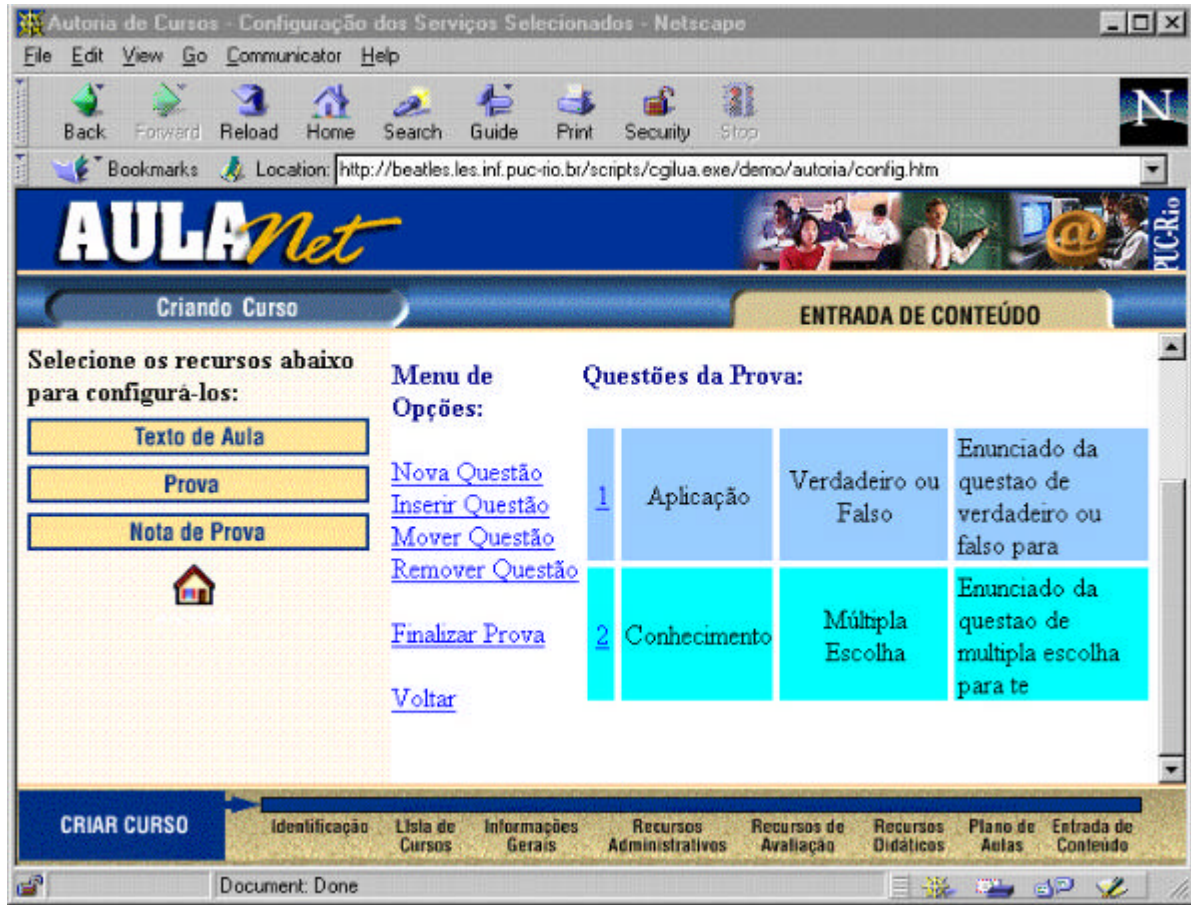 Autoria de Cursos - Configuração dos Serviços Selecionados - Netscape
File Edit View Go Communicator Help
Back Forward Reload Home Search Guide Print Security Stop
N
Bookmarks Location: http://beatles.les.inf.puc-rio.br/scripts/cgilua.exe/demo/autoria/config.htm
AULANet
@
PUC-Rio
Criando Curso
ENTRADA DE CONTEÚDO
Selecione os recursos abaixo
para configurá-los:
Texto de Aula
Prova
Nota de Prova
Menu de
Opções:
Nova Questão
Inserir Questão
Mover Questão
Remover Questão
Finalizar Prova
Voltar
Questões da Prova:
1
Aplicação
Verdadeiro ou
Falso
Enunciado da
questao de
verdadeiro ou
falso para
2
Conhecimento
Múltipla
Escolha
Enunciado da
questao de
multipla escolha
para te
CRIAR CURSO
Identificação
Lista de
Cursos
Informações
Gerais
Recursos
Administrativos
Recursos de
Avaliação
Recursos
Didáticos
Plano de
Aulas
Entrada de
Conteúdo
Document: Done